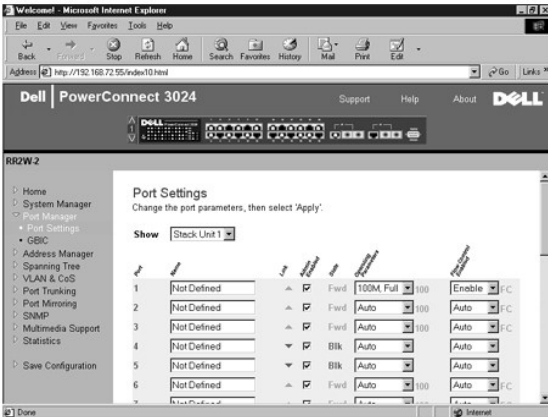 Welcome! - Microsoft Internet Explorer
File Edit View Favorites Tools Help
Back Forward Stop Refresh Home Search Favorites History Mail Print Edit
Address http://192.168.72.55/index10.html Go Links »
Dell PowerConnect 3024 Support Help About DELL
DELL
1
RR2W-2
Home
System Manager
Port Manager
Port Settings
GBIC
Address Manager
Spanning Tree
VLAN & CoS
Port Trunking
Port Mirroring
SNMP
Multimedia Support
Statistics
Save Configuration
Port Settings
Change the port parameters, then select 'Apply'.
Show Stack Unit 1
Port Name Link Admin Enabled State Operating Parameters Flow Control Enabled
1 Not Defined Fwd 100M, Full 100 Enable FC
2 Not Defined Fwd Auto 100 Auto FC
3 Not Defined Fwd Auto 100 Auto FC
4 Not Defined Blk Auto Auto
5 Not Defined Blk Auto Auto
6 Not Defined Fwd Auto 100 Auto FC
Done Internet